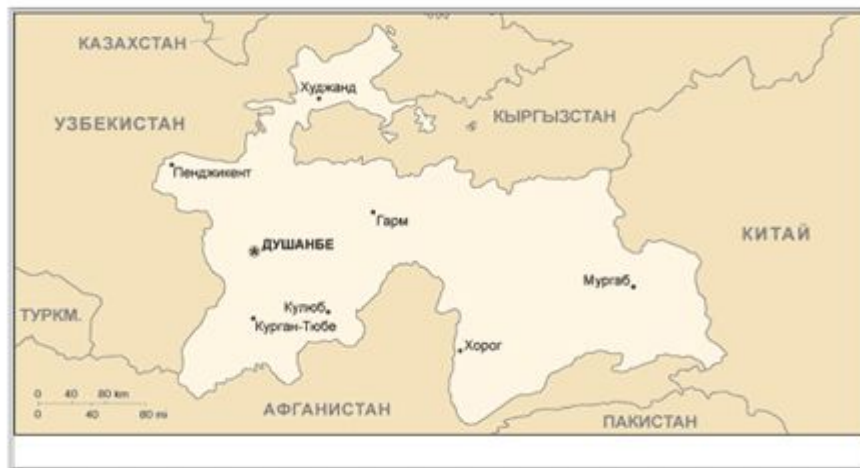 КАЗАХСТАН
Худжанд
УЗБЕКИСТАН
КЫРГЫЗСТАН
Пенджикент
Гарм
ДУШАНБЕ
КИТАЙ
Мургаб
Кулюб
ТУРКМ.
Курган-Тюбе
Хорог
0 40 80 km
0 40 80 mi
АФГАНИСТАН
ПАКИСТАН